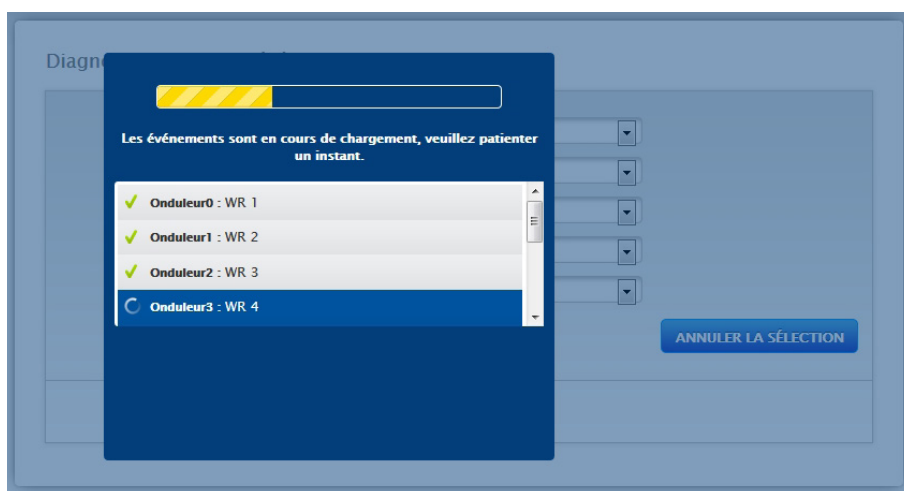 Diagn
Les événements sont en cours de chargement, veuillez patienter
un instant.
Onduleur0 : WR 1
Onduleur1 : WR 2
Onduleur2 : WR 3
Onduleur3 : WR 4
ANNULER LA SÉLECTION